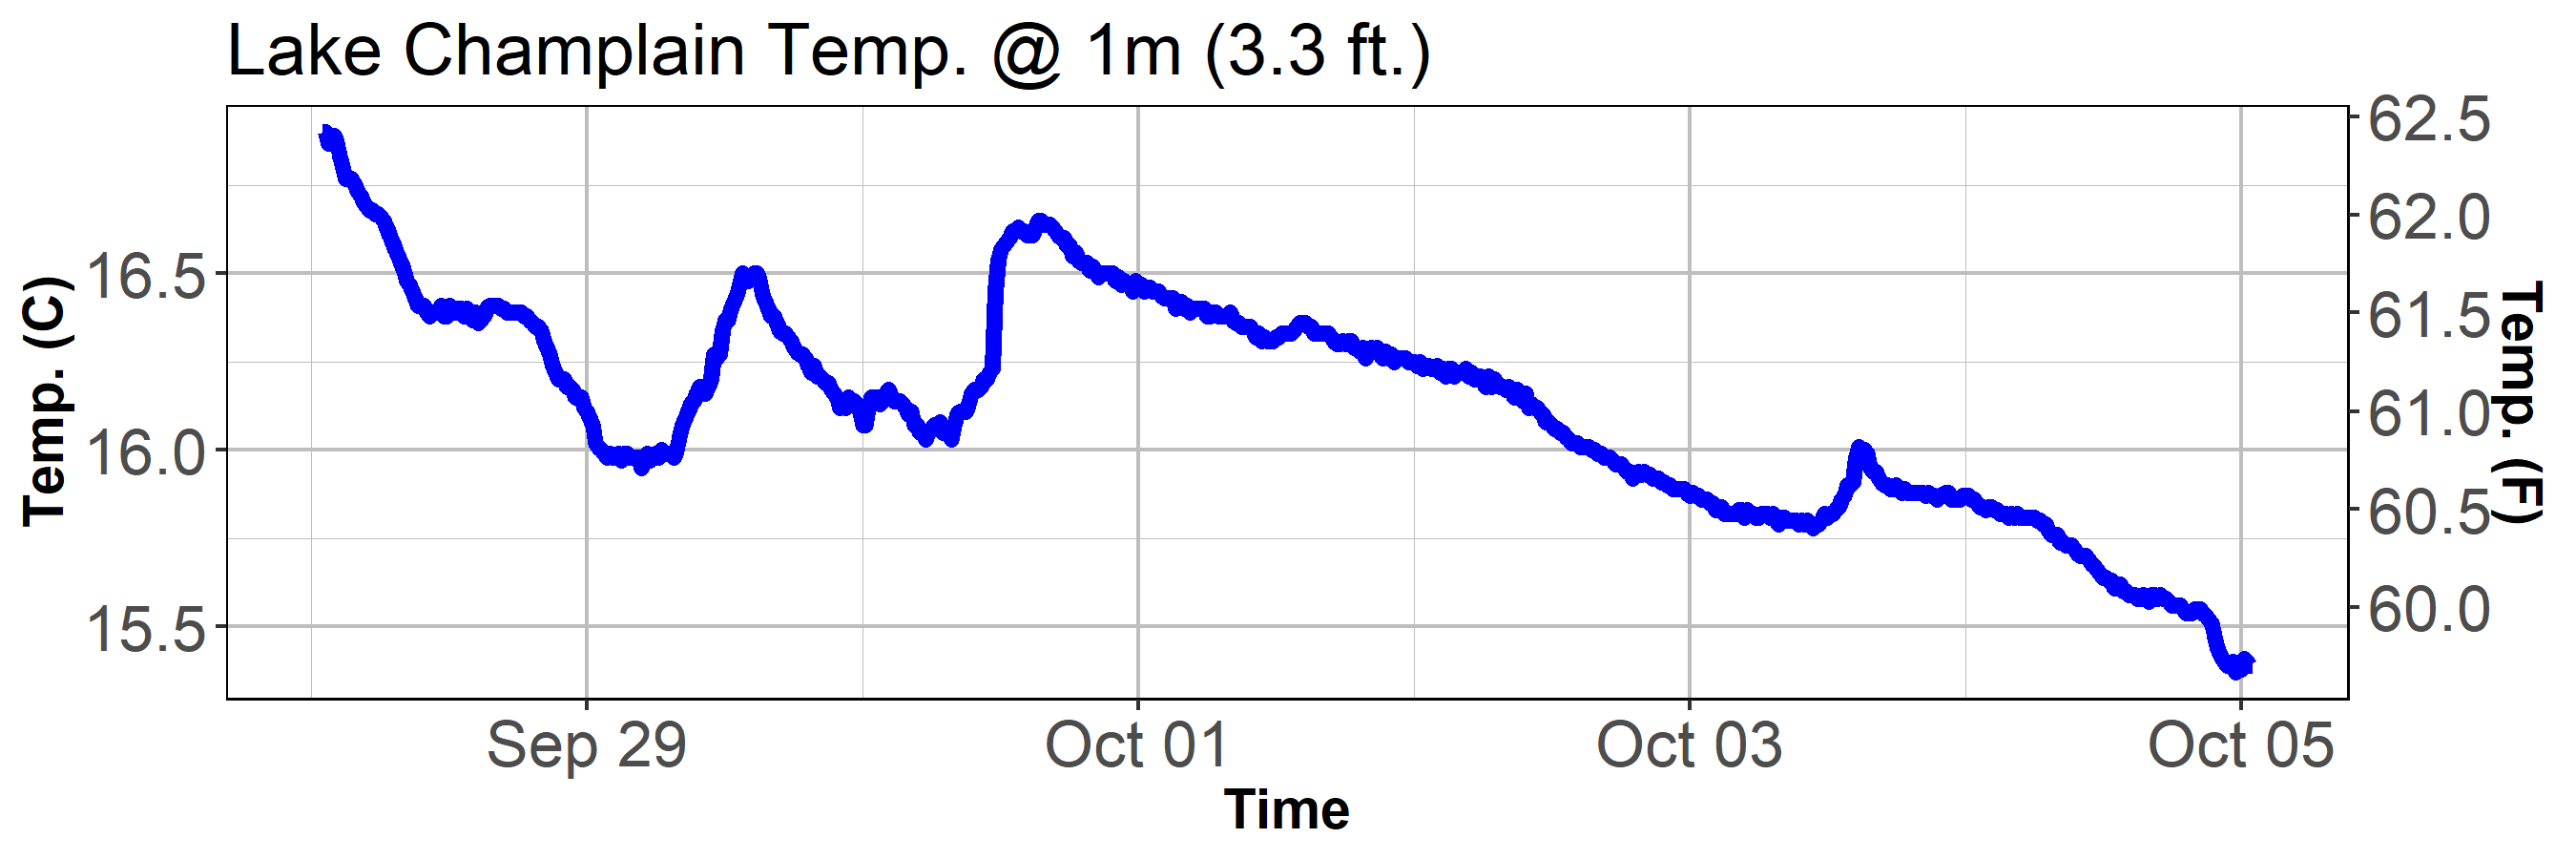 Lake Champlain Temp. @ 1m (3.3 ft.)
Temp. (C)
16.5
16.0
15.5
62.5
62.0
61.5
61.0
60.5
60.0
Temp. (F)
Sep 29
Oct 01
Oct 03
Oct 05
Time